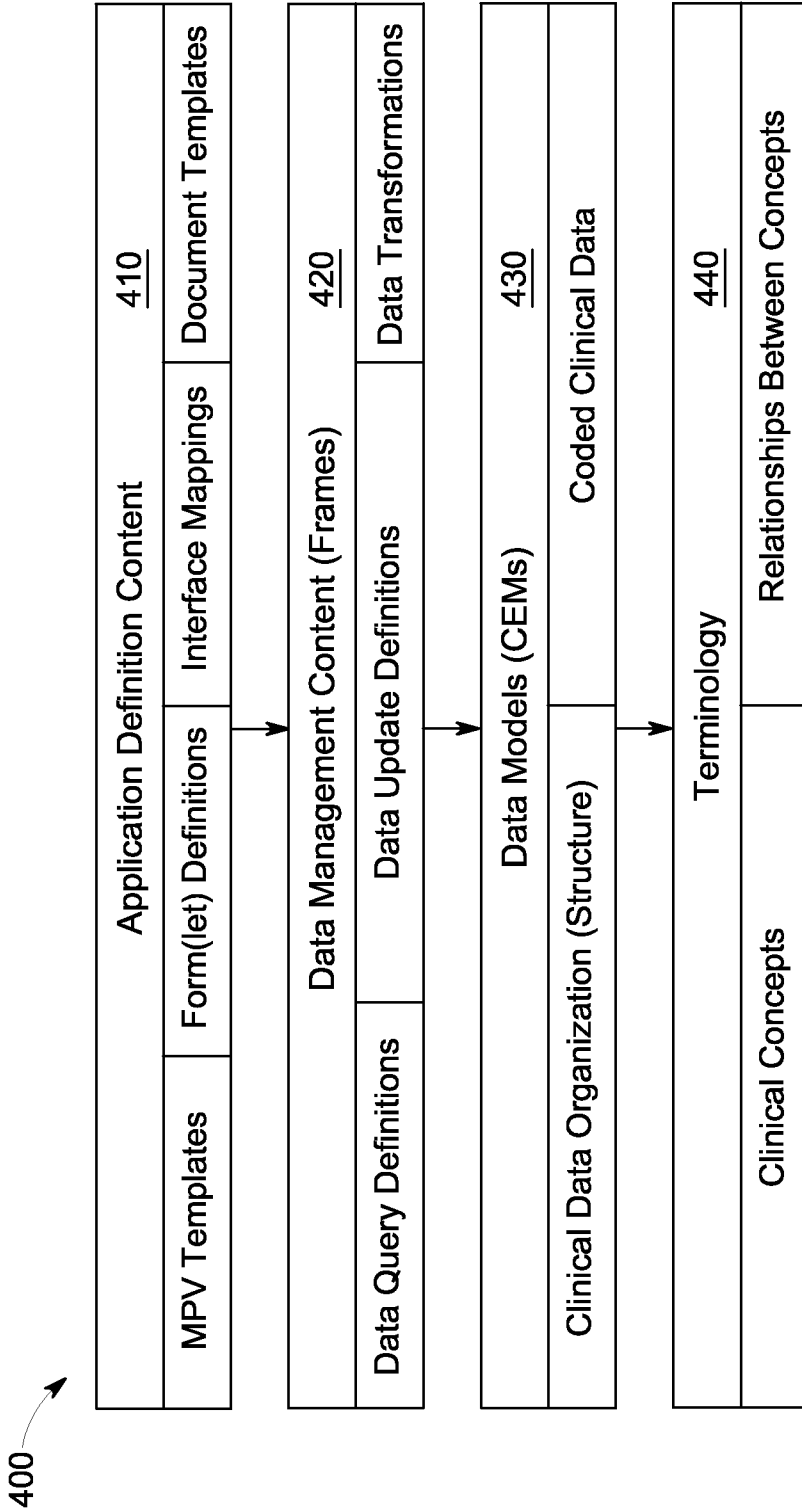 400
Application Definition Content
410
MPV Templates
Form(let) Definitions
Interface Mappings
Document Templates
Data Management Content (Frames)
420
Data Query Definitions
Data Update Definitions
Data Transformations
Data Models (CEMs)
430
Clinical Data Organization (Structure)
Coded Clinical Data
Terminology
440
Clinical Concepts
Relationships Between Concepts